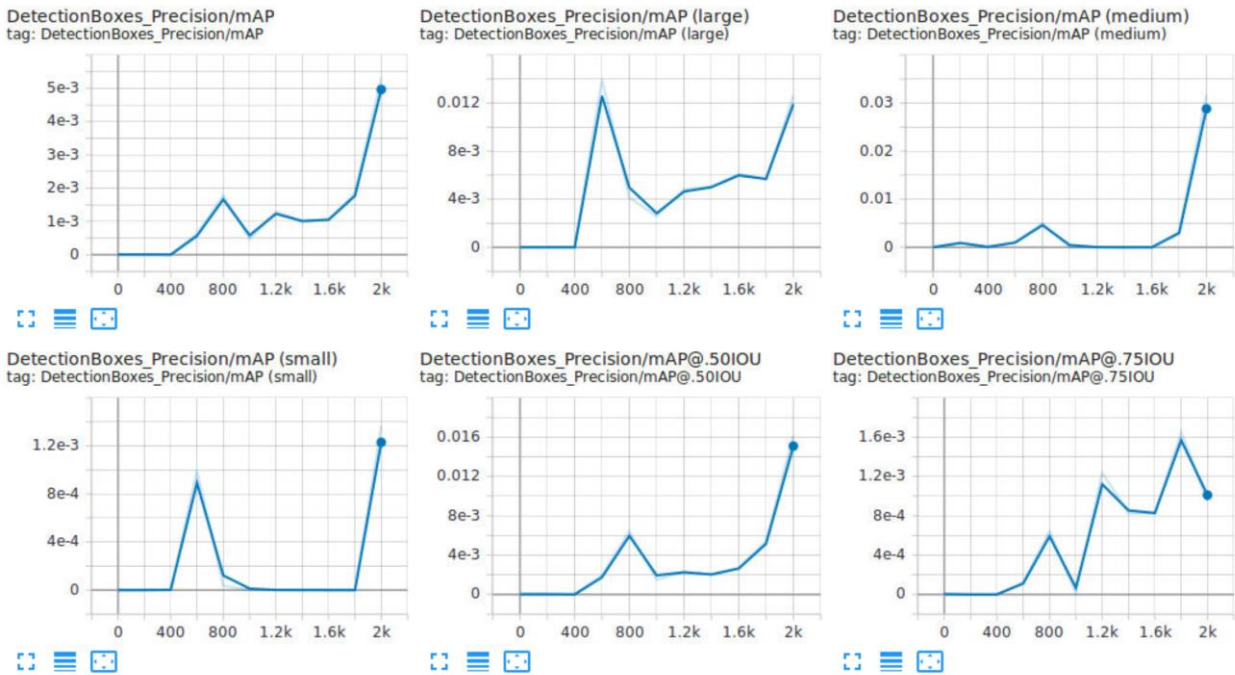 DetectionBoxes_Precision/mAP
tag: DetectionBoxes_Precision/mAP
5e-3
4e-3
3e-3
2e-3
1e-3
0
0 400 800 1.2k 1.6k 2k
DetectionBoxes_Precision/mAP (large)
tag: DetectionBoxes_Precision/mAP (large)
0.012
8e-3
4e-3
0
0 400 800 1.2k 1.6k 2k
DetectionBoxes_Precision/mAP (medium)
tag: DetectionBoxes_Precision/mAP (medium)
0.03
0.02
0.01
0
0 400 800 1.2k 1.6k 2k
DetectionBoxes_Precision/mAP (small)
tag: DetectionBoxes_Precision/mAP (small)
1.2e-3
8e-4
4e-4
0
0 400 800 1.2k 1.6k 2k
DetectionBoxes_Precision/mAP@.50IOU
tag: DetectionBoxes_Precision/mAP@.50IOU
0.016
0.012
8e-3
4e-3
0
0 400 800 1.2k 1.6k 2k
DetectionBoxes_Precision/mAP@.75IOU
tag: DetectionBoxes_Precision/mAP@.75IOU
1.6e-3
1.2e-3
8e-4
4e-4
0
0 400 800 1.2k 1.6k 2k